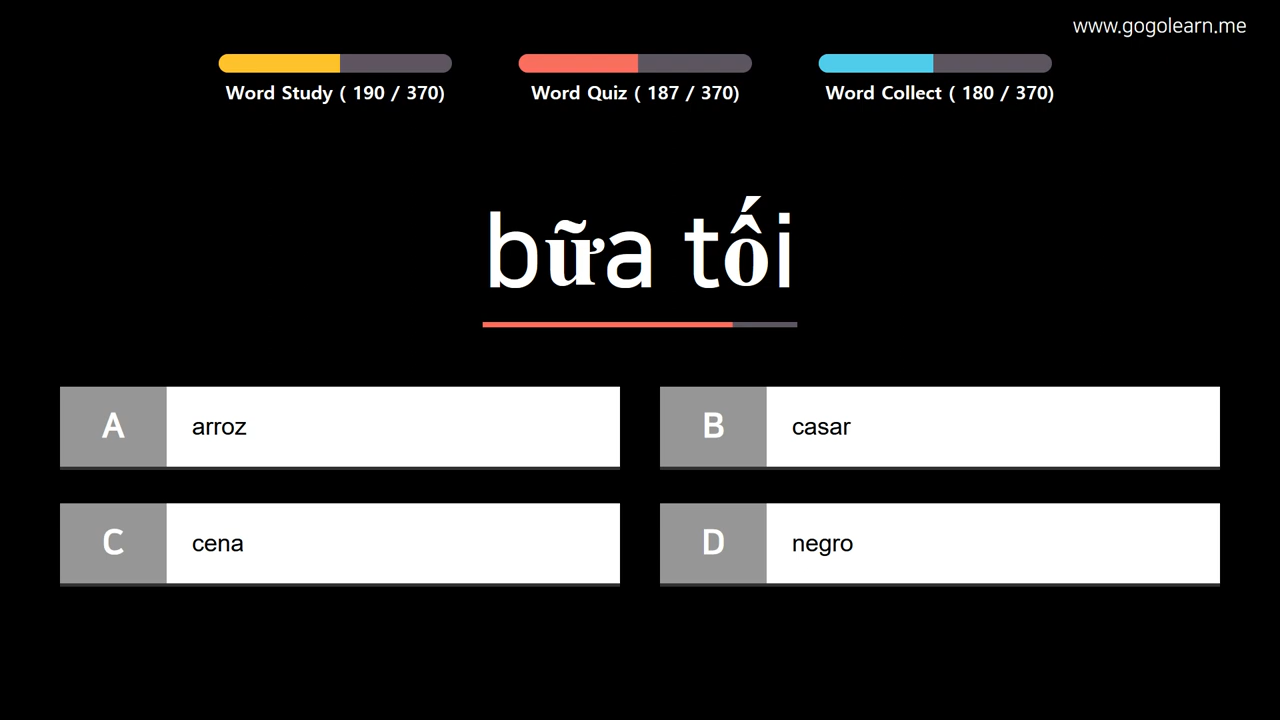 www.gogolearn.me
Word Study ( 190 / 370)
Word Quiz ( 187 / 370)
Word Collect ( 180 / 370)
bữa tối
A
arroz
B
casar
C
cena
D
negro